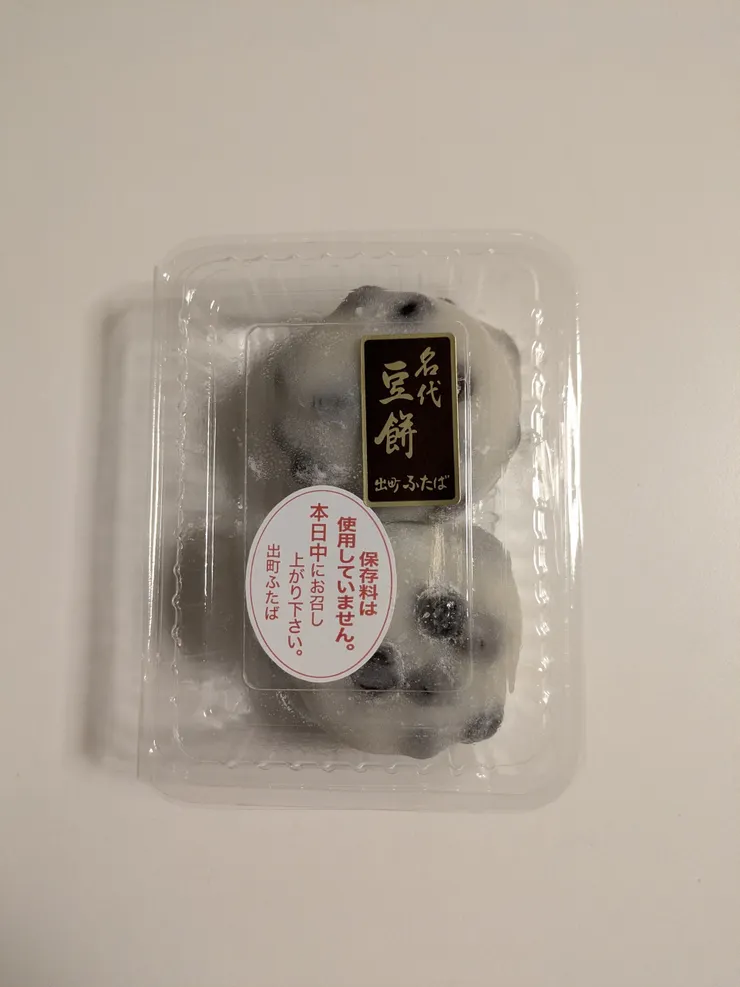 名代
豆餅
出町ふたば
保存料は
使用していません。
本日中にお召し
上がり下さい。
出町ふたば